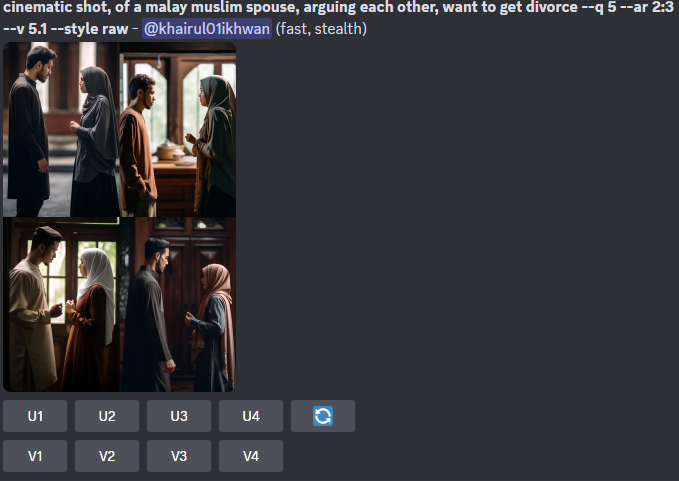 cinematic shot, of a malay muslim spouse, arguing each other, want to get divorce --q 5 --ar 2:3
--v 5.1 --style raw - @khairul01ikhwan (fast, stealth)
U1 U2 U3 U4
V1 V2 V3 V4